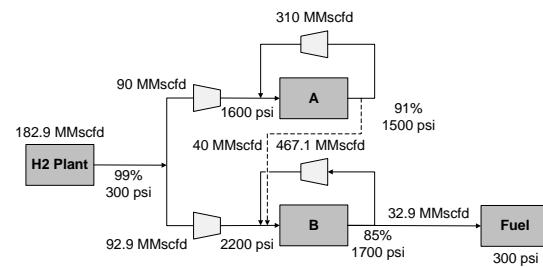 310 MMscfd
90 MMscfd
1600 psi
A
91%
1500 psi
182.9 MMscfd
H2 Plant
99%
300 psi
40 MMscfd
467.1 MMscfd
92.9 MMscfd
2200 psi
B
85%
1700 psi
32.9 MMscfd
Fuel
300 psi